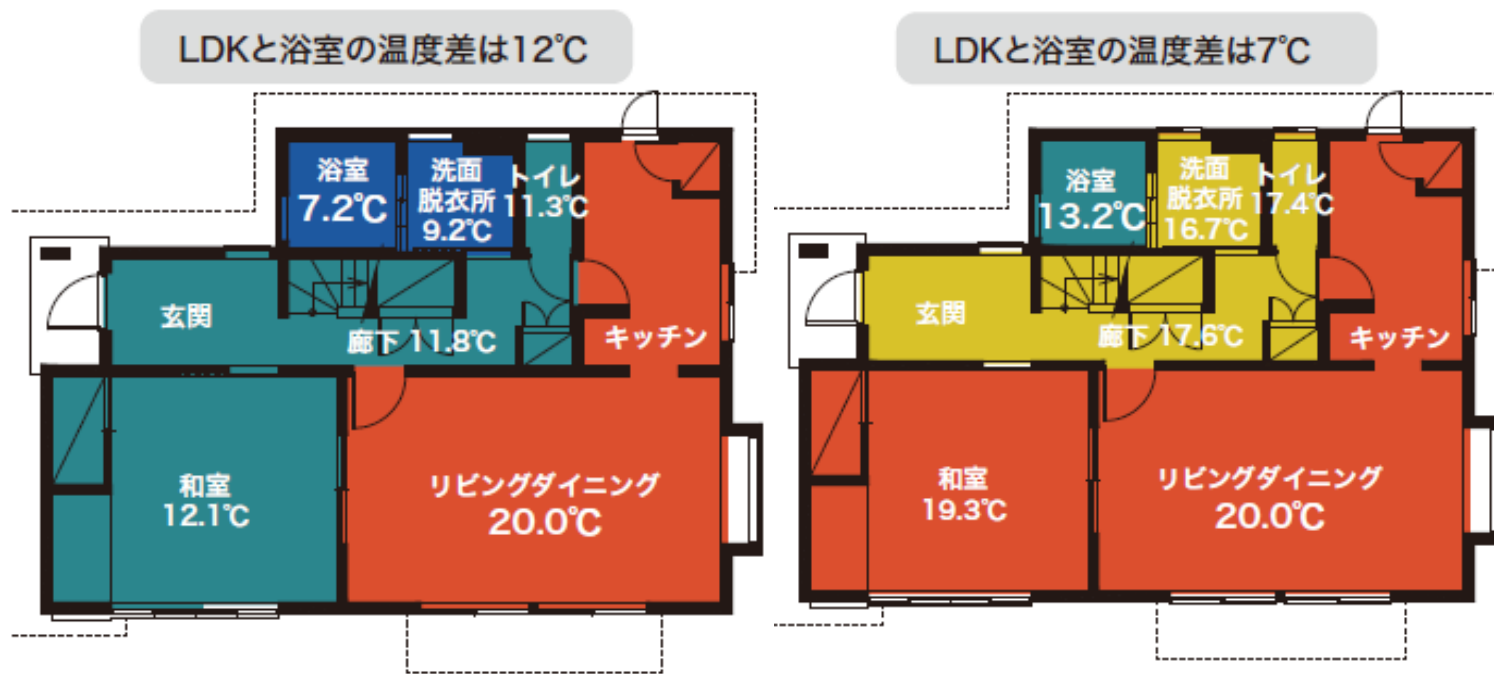 LDKと浴室の温度差は12℃
浴室
7.2℃
洗面
脱衣所
9.2℃
トイレ
11.3℃
玄関
廊下 11.8℃
キッチン
和室
12.1℃
リビングダイニング
20.0℃
LDKと浴室の温度差は7℃
浴室
13.2℃
洗面
脱衣所
16.7℃
トイレ
17.4℃
玄関
廊下 17.6℃
キッチン
和室
19.3℃
リビングダイニング
20.0℃